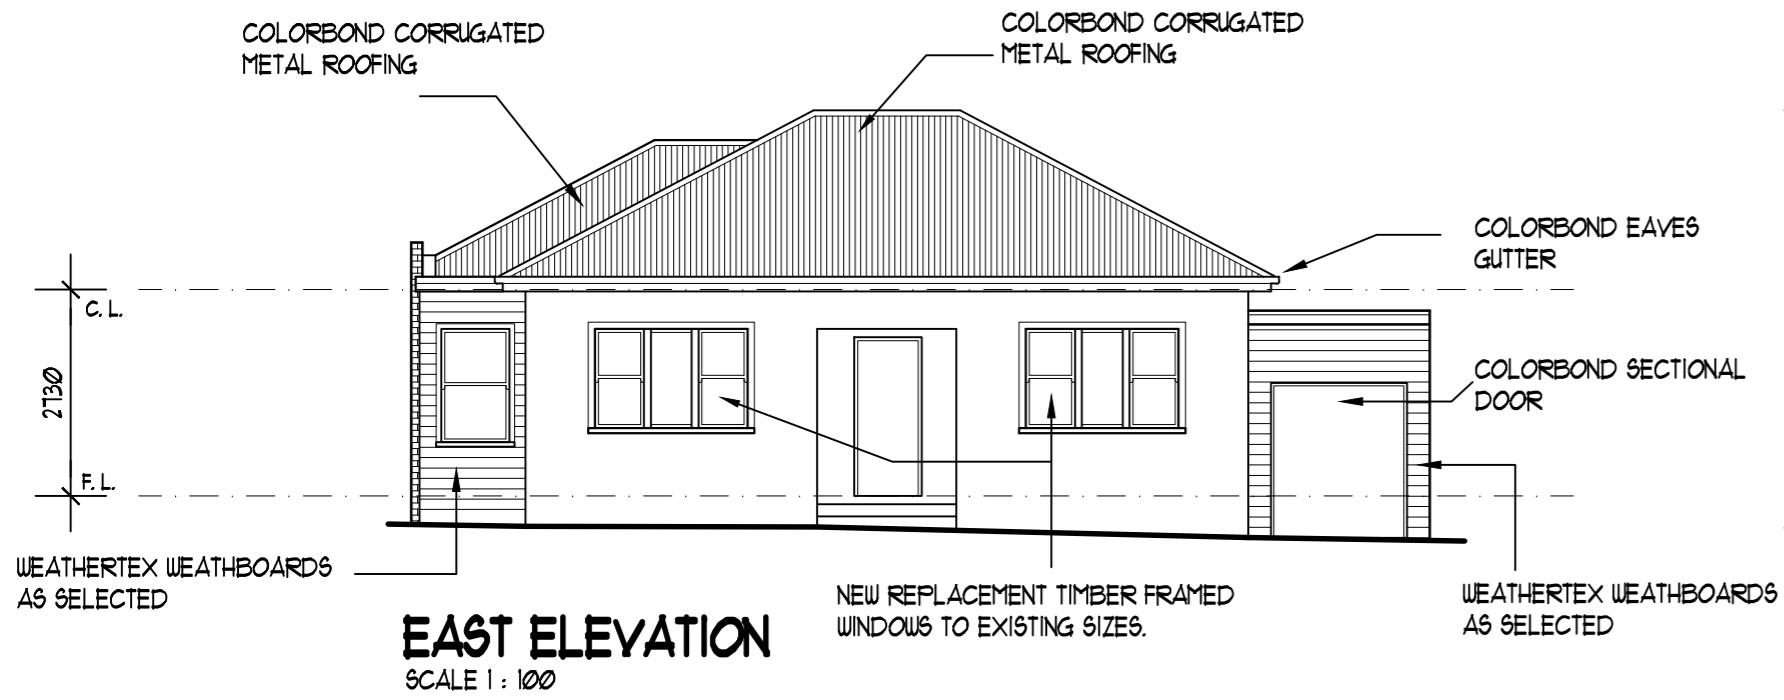 COLORBOND CORRUGATED
METAL ROOFING
COLORBOND CORRUGATED
METAL ROOFING
COLORBOND EAVES
GUTTER
C. L.
2730
F. L.
COLORBOND SECTIONAL
DOOR
WEATHERTEX WEATHBOARDS
AS SELECTED
NEW REPLACEMENT TIMBER FRAMED
WINDOWS TO EXISTING SIZES.
WEATHERTEX WEATHBOARDS
AS SELECTED
EAST ELEVATION
SCALE 1 : 100